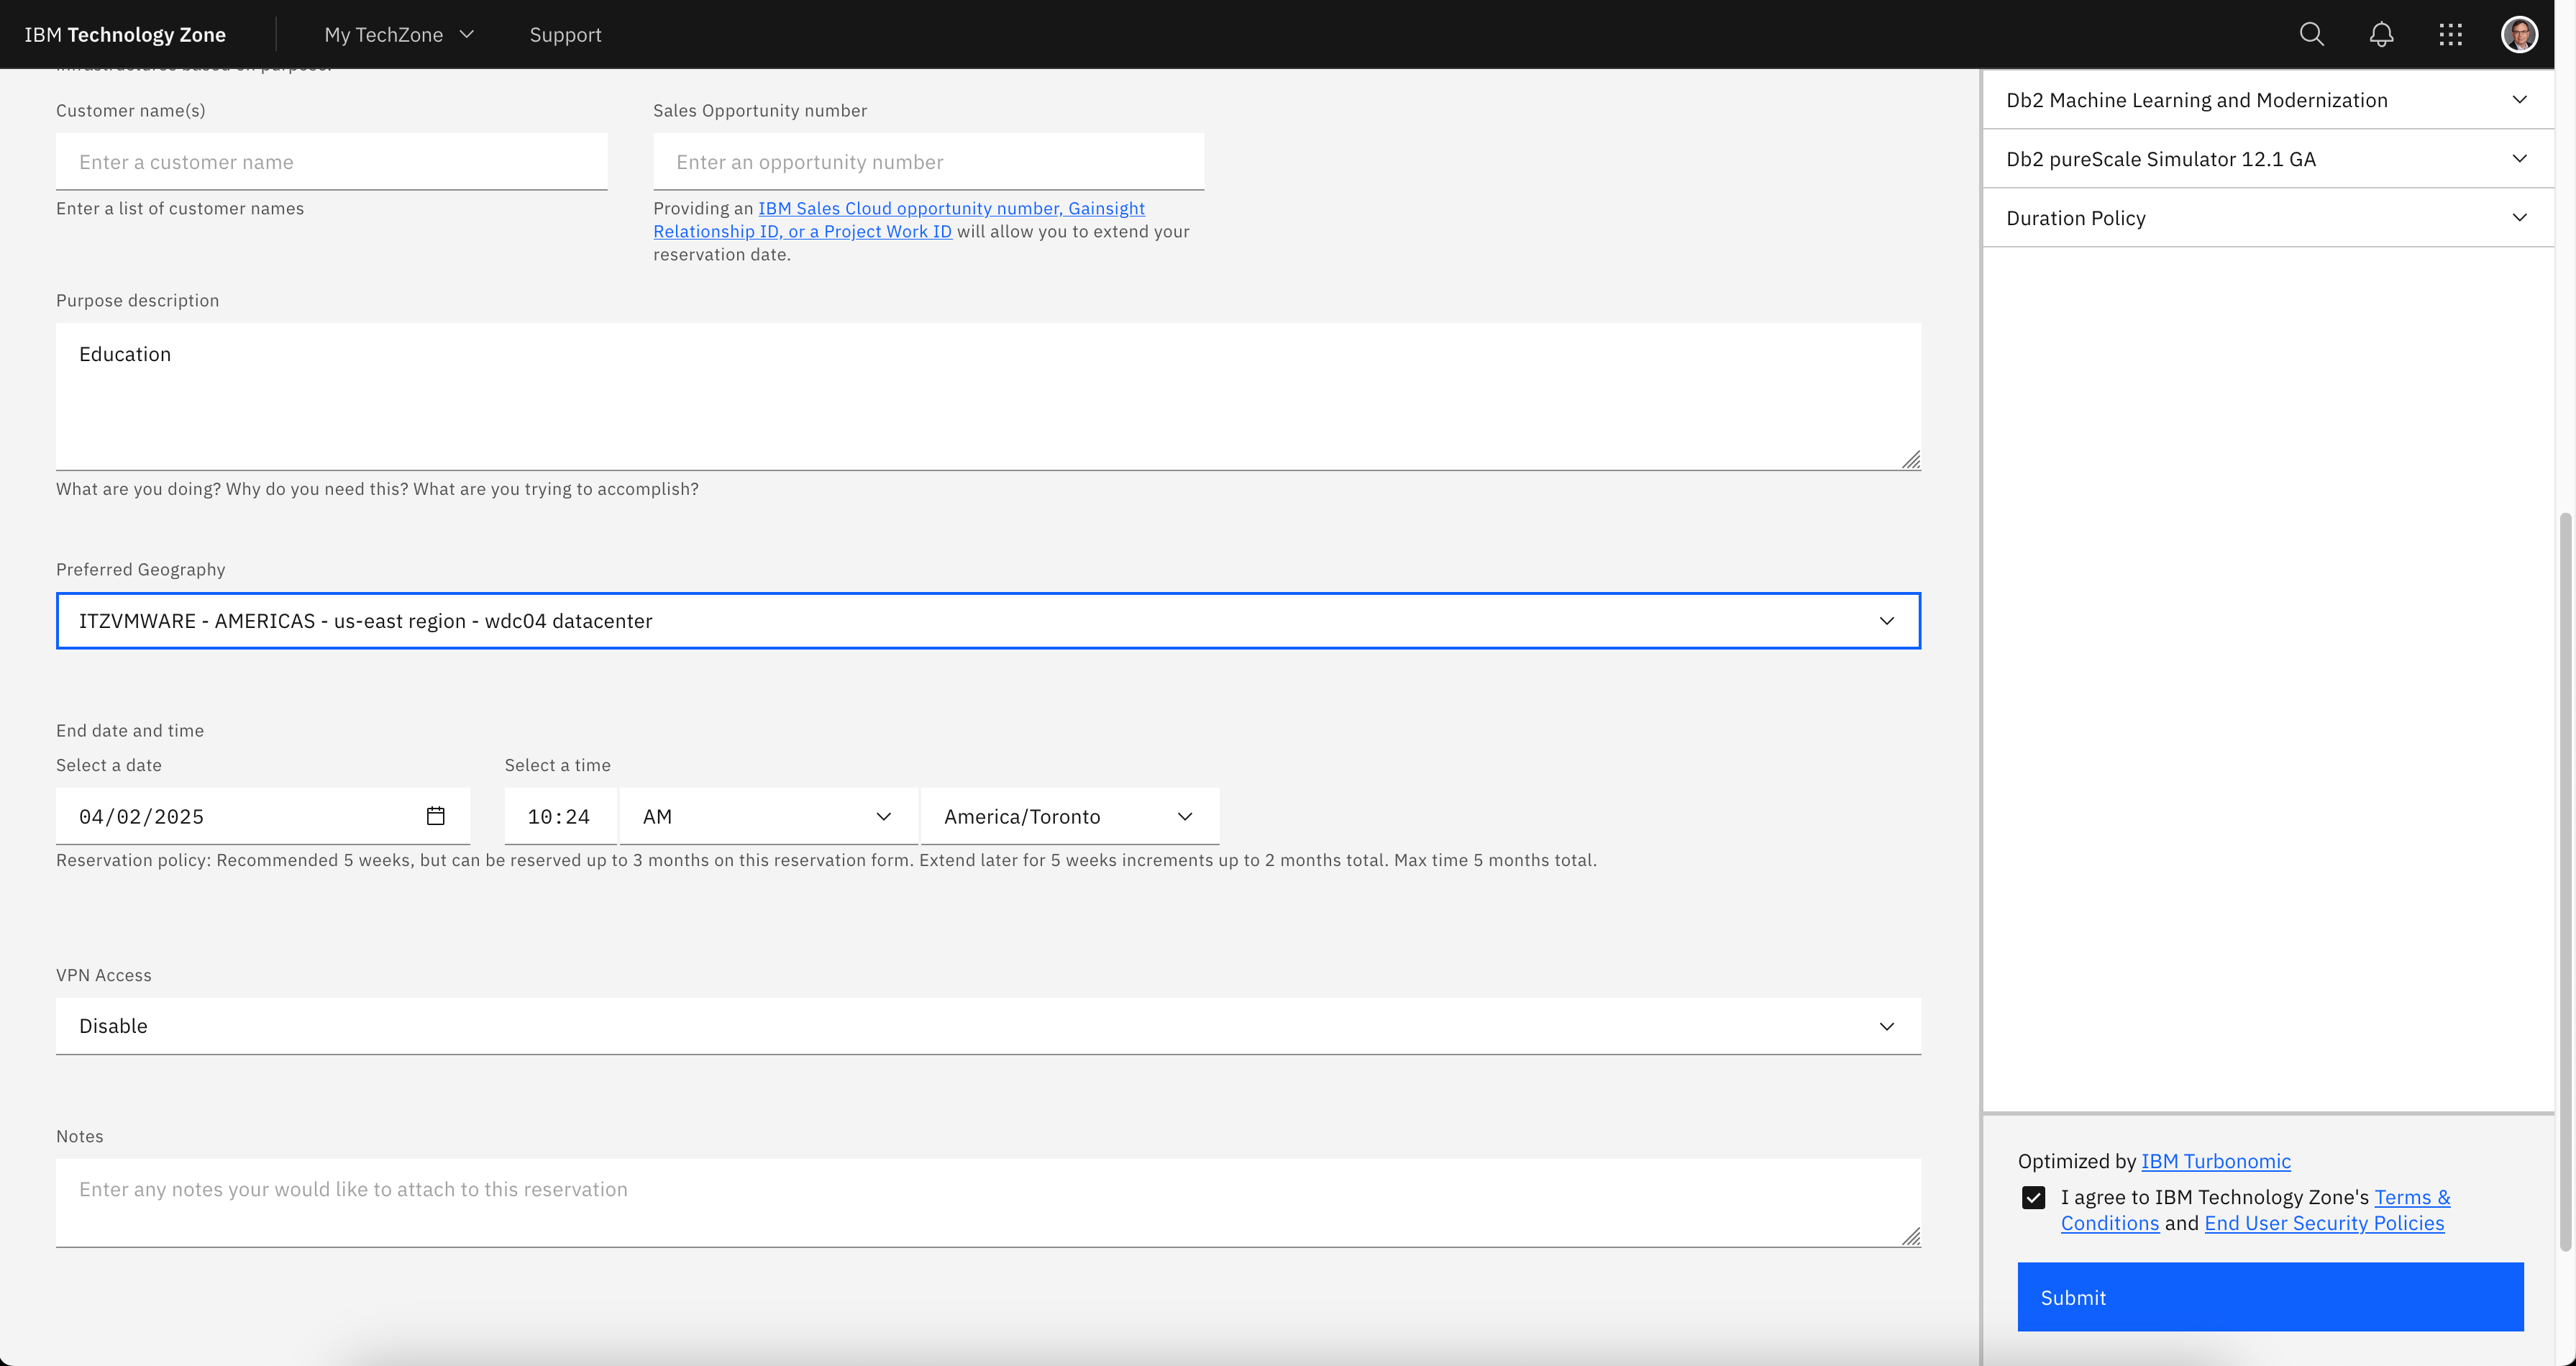 IBM Technology Zone
My TechZone
Support
infrastructures based on purpose.
Customer name(s)
Sales Opportunity number
Enter a customer name
Enter an opportunity number
Enter a list of customer names
Providing an IBM Sales Cloud opportunity number, Gainsight
Relationship ID, or a Project Work ID will allow you to extend your
reservation date.
Purpose description
Education
What are you doing? Why do you need this? What are you trying to accomplish?
Preferred Geography
ITZVMWARE - AMERICAS - us-east region - wdc04 datacenter
End date and time
Select a date
Select a time
04/02/2025
10:24
AM
America/Toronto
Reservation policy: Recommended 5 weeks, but can be reserved up to 3 months on this reservation form. Extend later for 5 weeks increments up to 2 months total. Max time 5 months total.
VPN Access
Disable
Notes
Enter any notes your would like to attach to this reservation
Db2 Machine Learning and Modernization
Db2 pureScale Simulator 12.1 GA
Duration Policy
Optimized by IBM Turbonomic
I agree to IBM Technology Zone's Terms &
Conditions and End User Security Policies
Submit